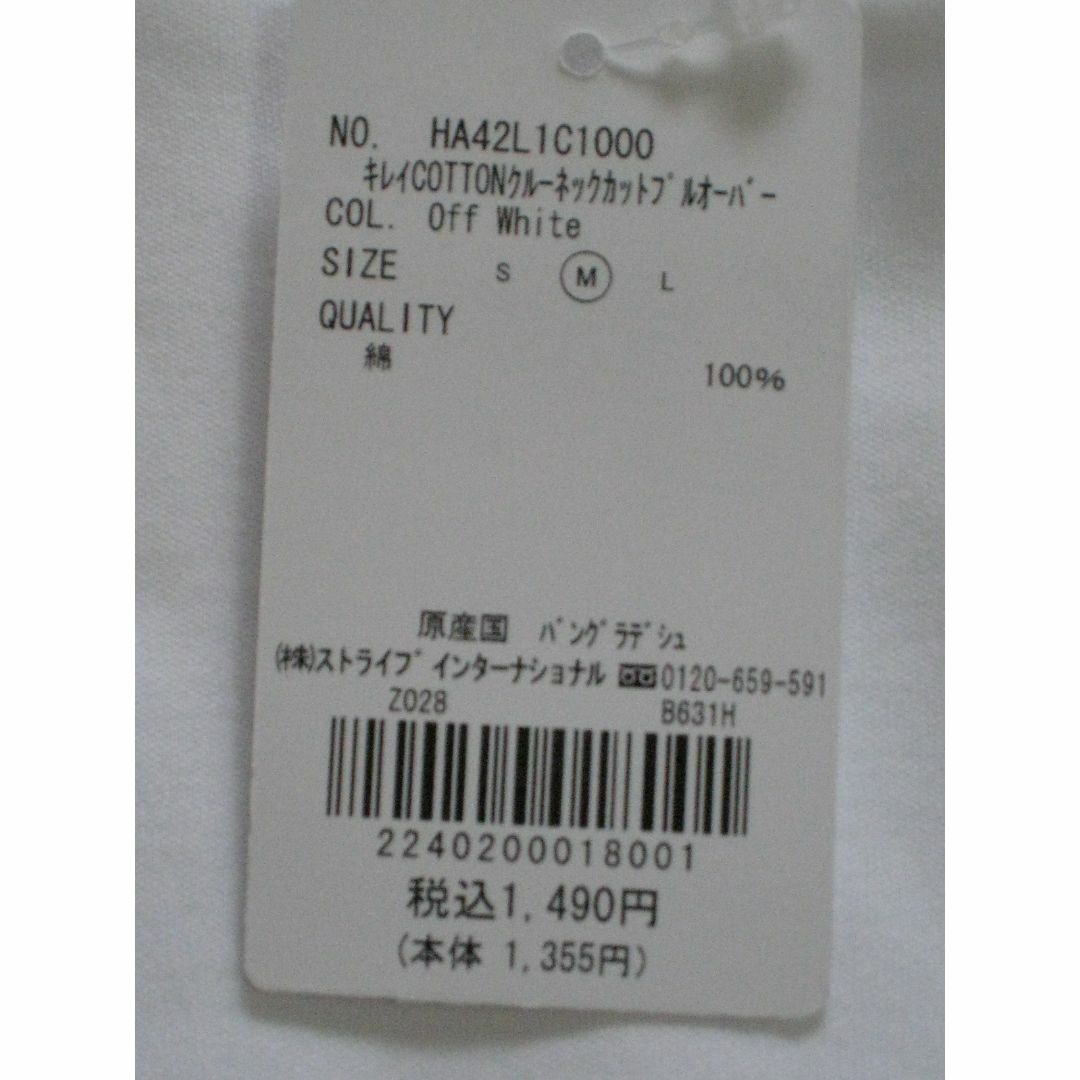 NO. HA42L1C1000
ｷﾚｲCOTTONｸﾙｰﾈｯｸｶｯﾄﾌﾟﾙｵｰﾊﾞｰ
COL. Off White
SIZE S M L
QUALITY
綿 100%
原産国 ﾊﾞﾝｸﾞﾗﾃﾞｼｭ
㈱ストライプインターナショナル 0120-659-591
Z028 B631H
2240200018001
税込1,490円
(本体 1,355円)